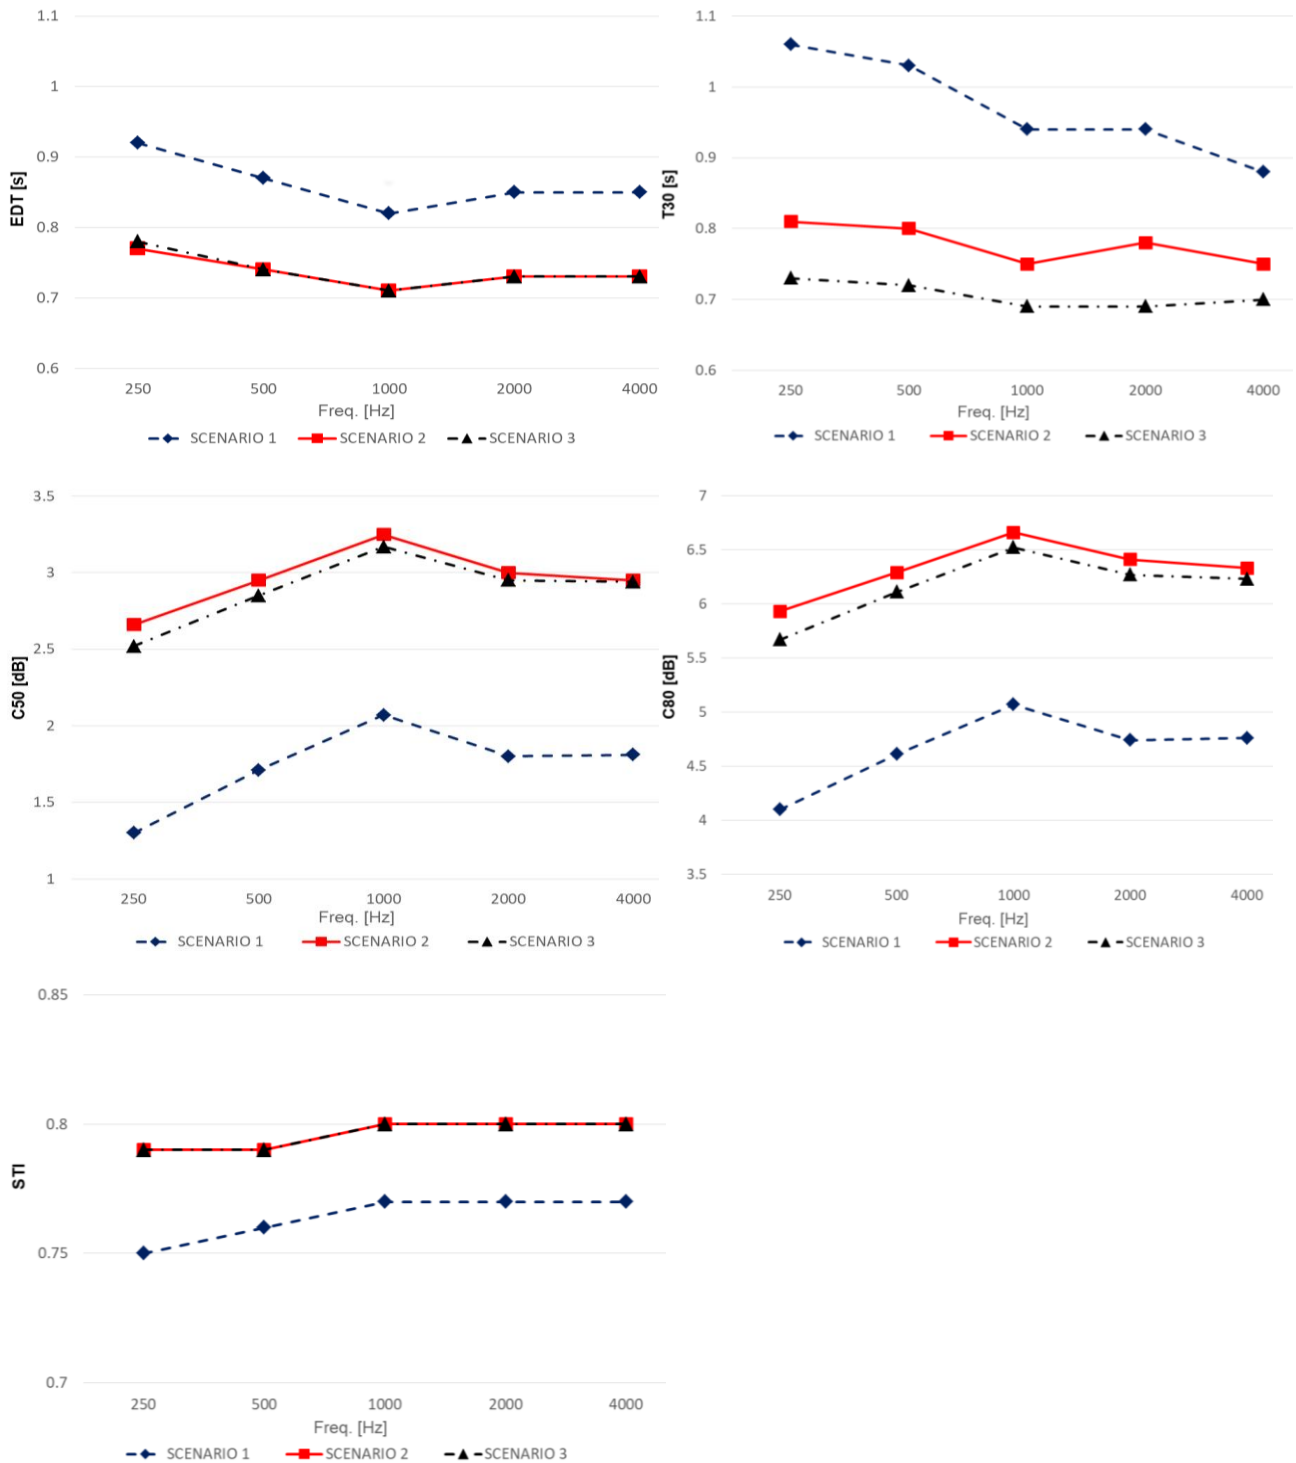 1.1
1
0.9
0.8
0.7
0.6
EDT [s]
250 500 1000 2000 4000
Freq. [Hz]
SCENARIO 1 SCENARIO 2 SCENARIO 3
1.1
1
0.9
0.8
0.7
0.6
T30 [s]
250 500 1000 2000 4000
Freq. [Hz]
SCENARIO 1 SCENARIO 2 SCENARIO 3
3.5
3
2.5
2
1.5
1
C50 [dB]
250 500 1000 2000 4000
Freq. [Hz]
SCENARIO 1 SCENARIO 2 SCENARIO 3
7
6.5
6
5.5
5
4.5
4
3.5
C80 [dB]
250 500 1000 2000 4000
Freq. [Hz]
SCENARIO 1 SCENARIO 2 SCENARIO 3
0.85
0.8
0.75
0.7
STI
250 500 1000 2000 4000
Freq. [Hz]
SCENARIO 1 SCENARIO 2 SCENARIO 3